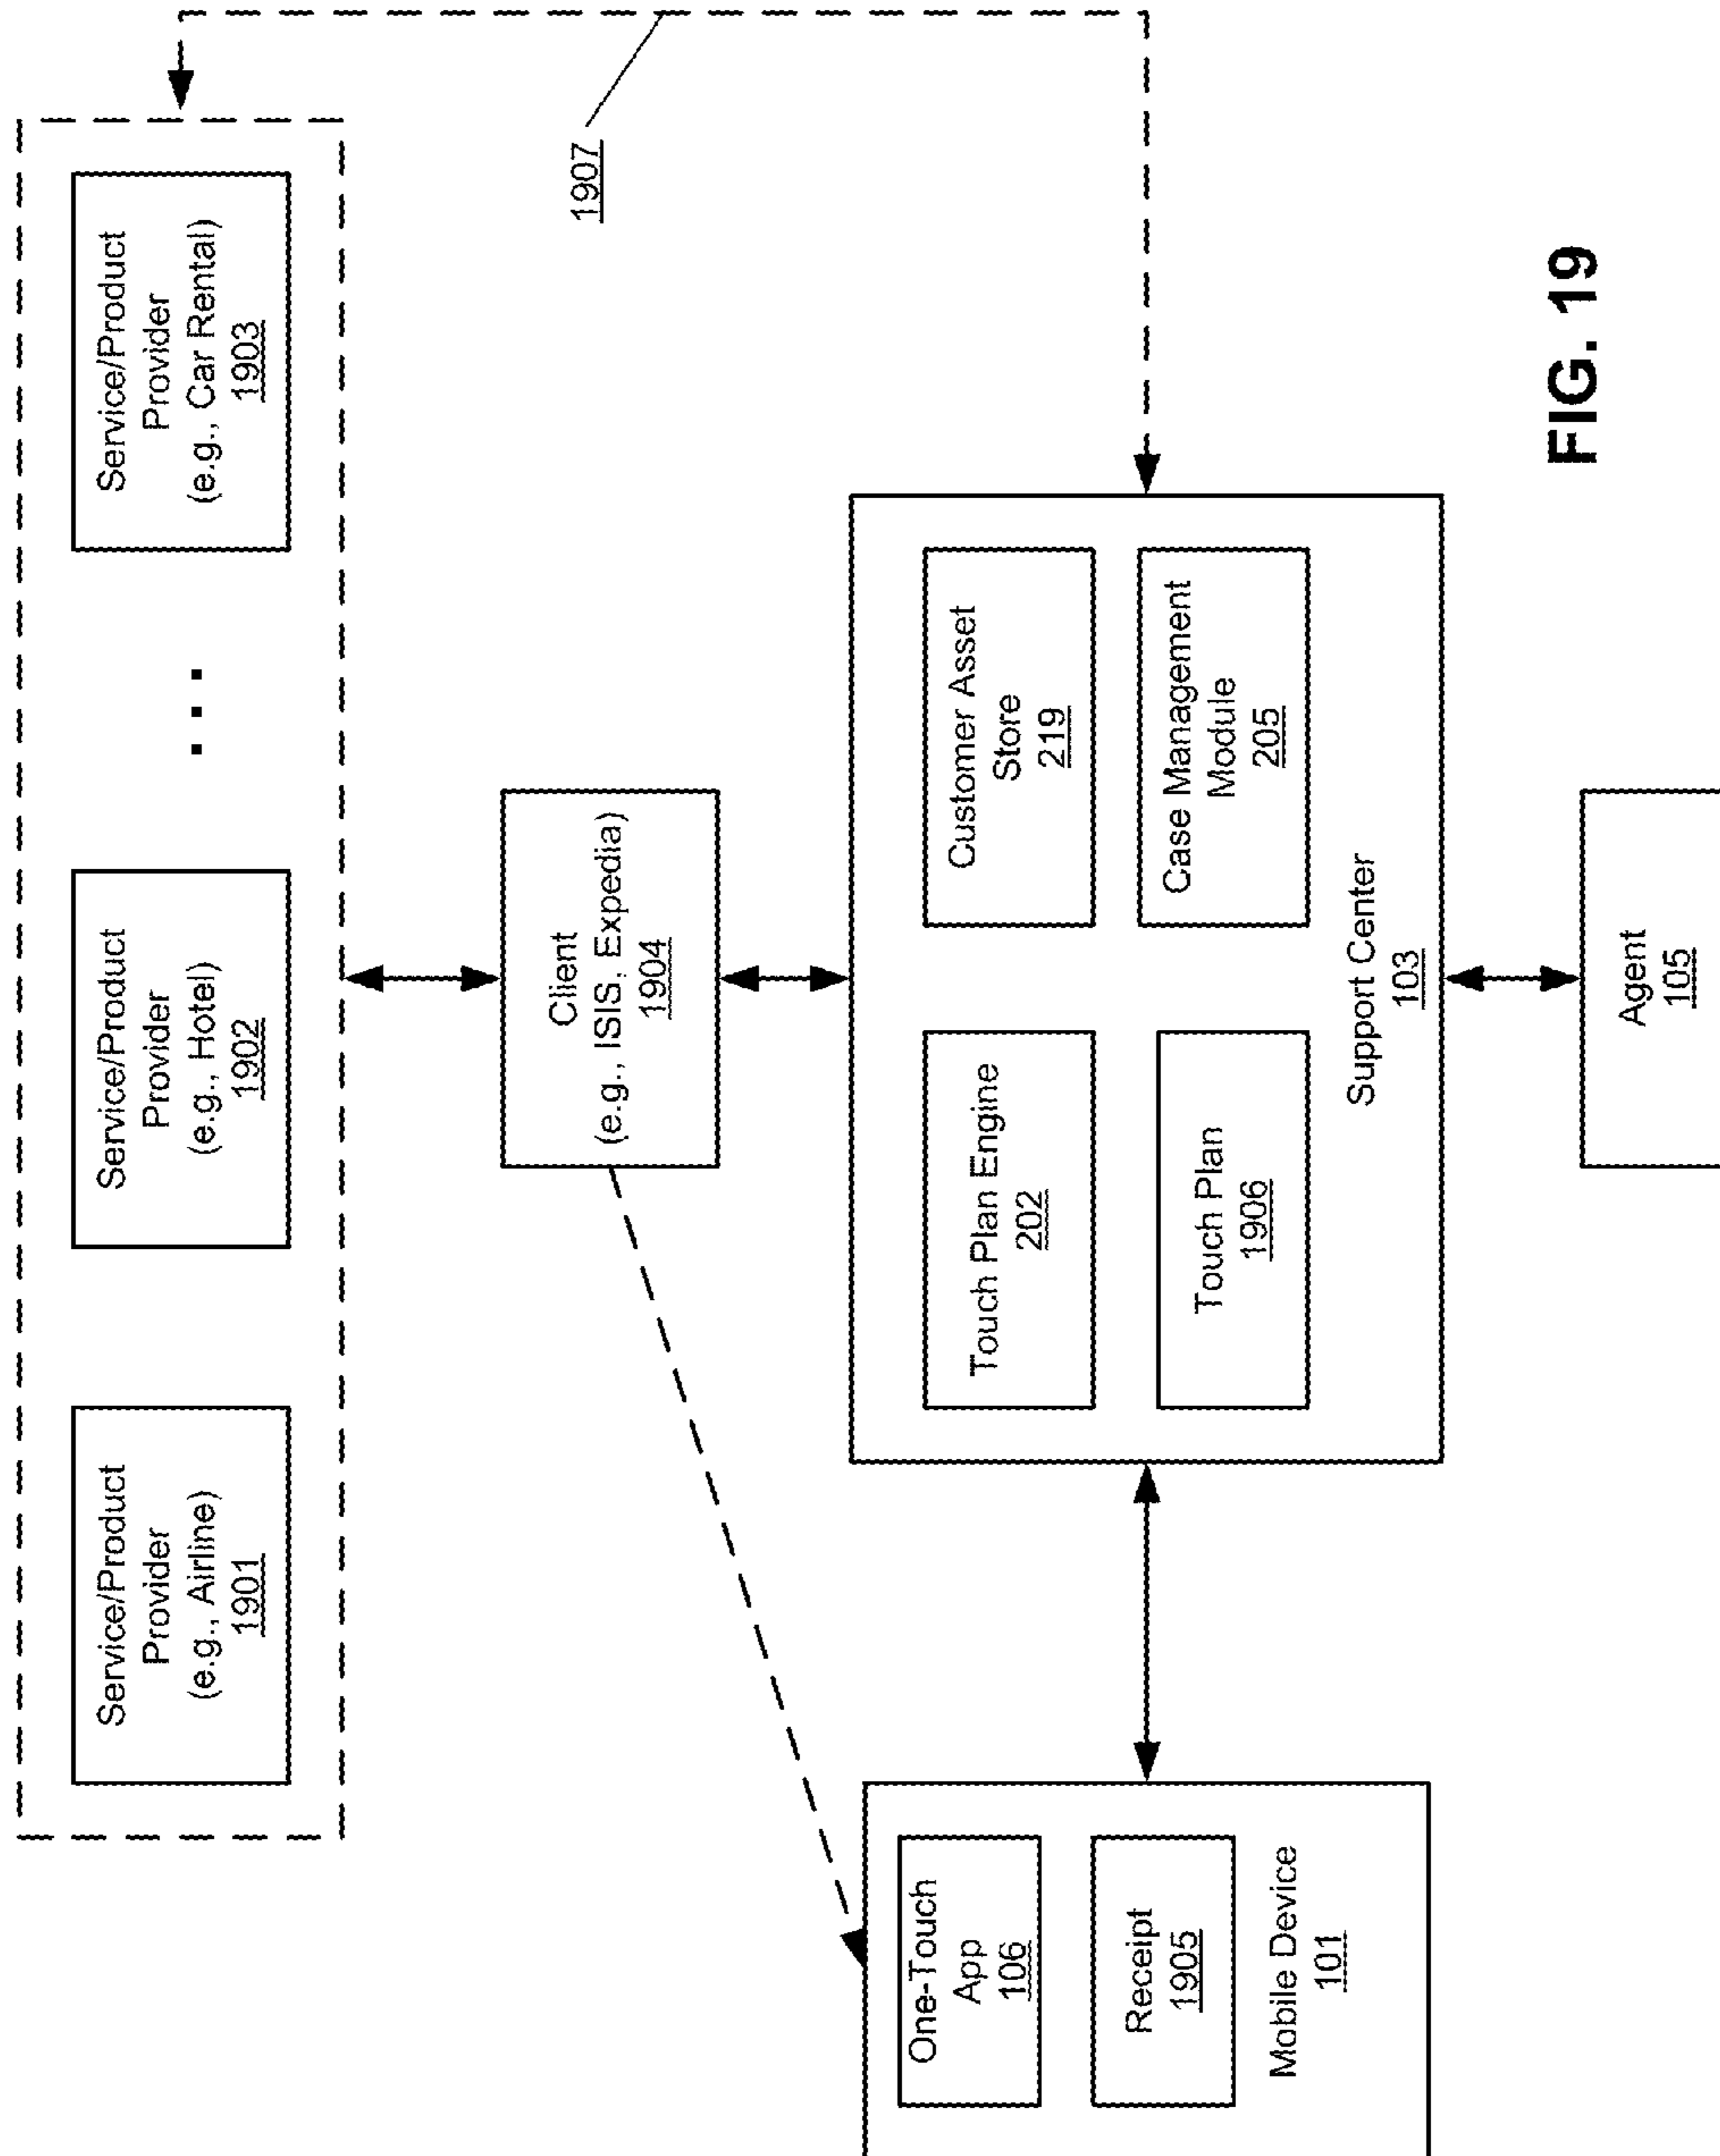 Service/Product
Provider
(e.g., Airline)
1901
Service/Product
Provider
(e.g., Hotel)
1902
. . .
Service/Product
Provider
(e.g., Car Rental)
1903
1907
Client
(e.g., ISIS, Expedia)
1904
One-Touch
App
106
Receipt
1905
Mobile Device
101
Touch Plan Engine
202
Customer Asset
Store
219
Touch Plan
1906
Case Management
Module
205
Support Center
103
Agent
105
FIG. 19